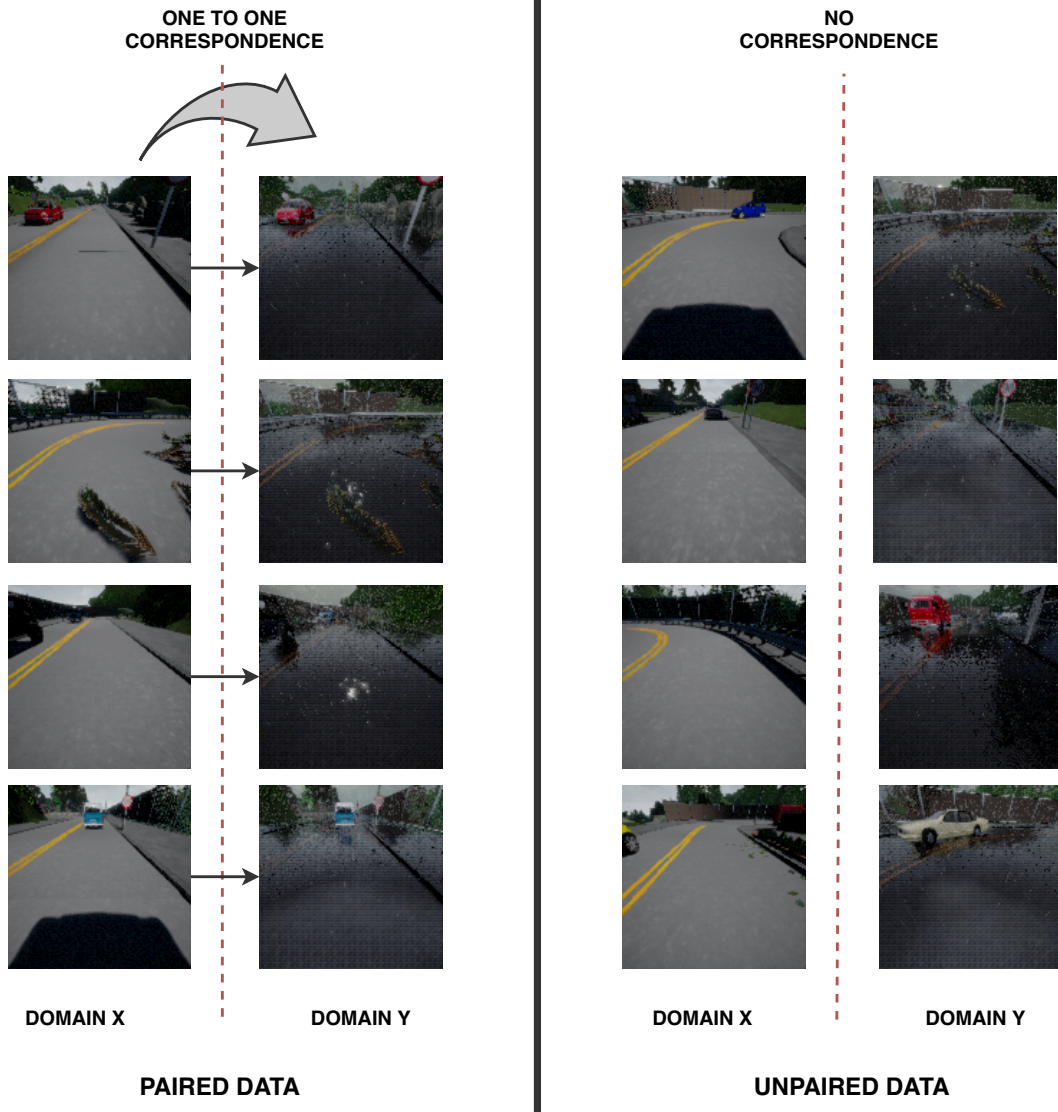 ONE TO ONE
CORRESPONDENCE
NO
CORRESPONDENCE
DOMAIN X
DOMAIN Y
DOMAIN X
DOMAIN Y
PAIRED DATA
UNPAIRED DATA